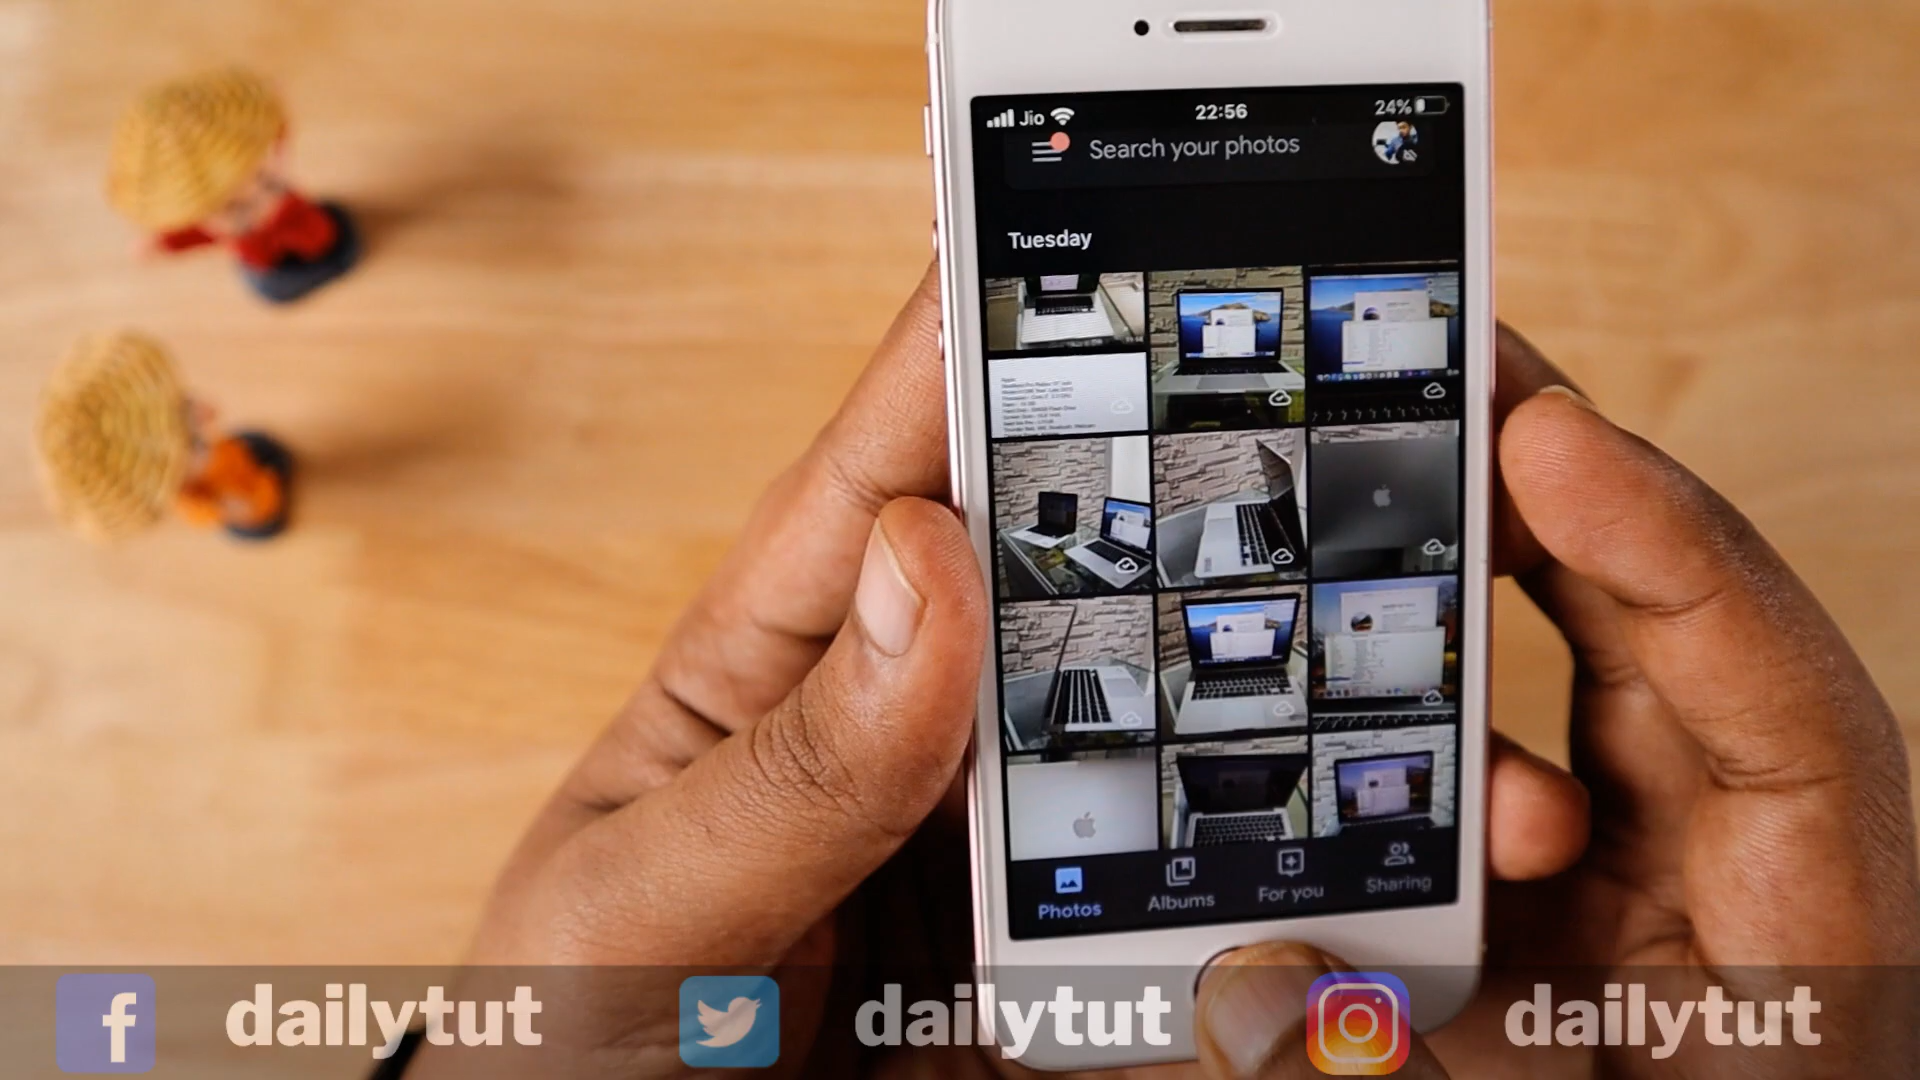 Jio 22:56 24%
Search your photos
Tuesday
Photos Albums For you Sharing
dailytut dailytut dailytut